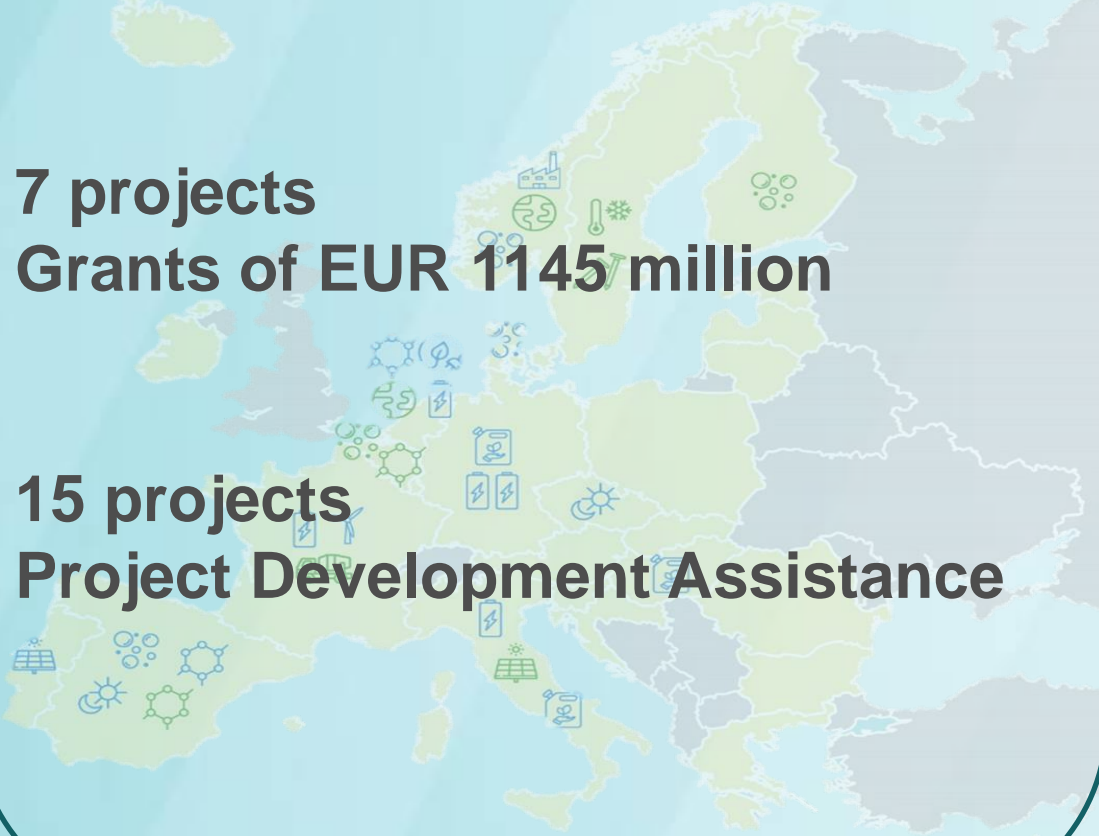 7 projects
Grants of EUR 1145 million
15 projects
Project Development Assistance